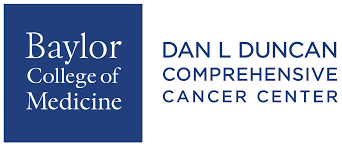 Baylor
College of
Medicine
DAN L DUNCAN
COMPREHENSIVE
CANCER CENTER